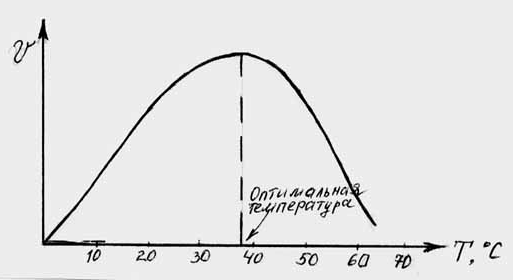 v
Оптимальная
температура
10 20 30 40 50 60 70 T, °C